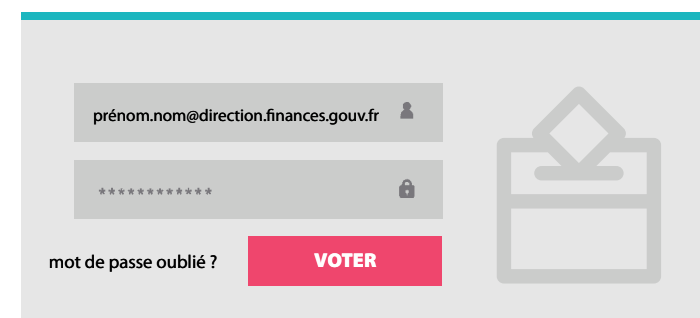 prénom.nom@direction.finances.gouv.fr
************
mot de passe oublié ?
VOTER